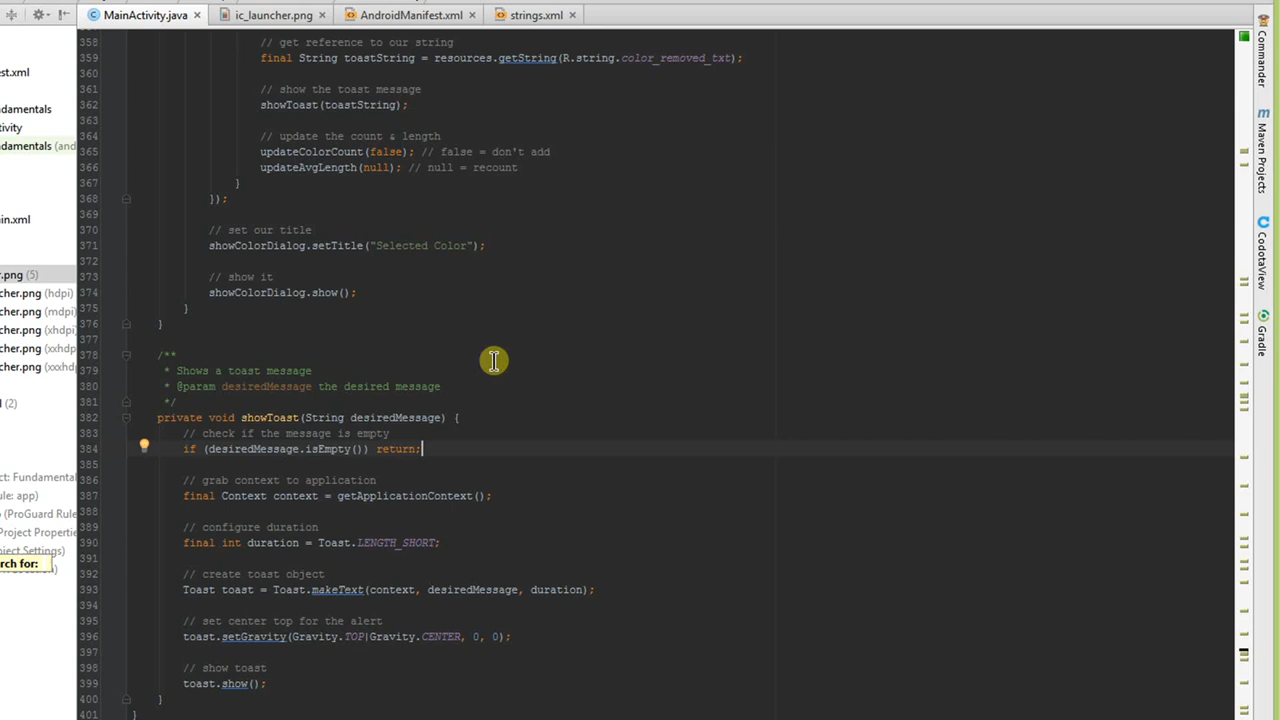 MainActivity.java
ic_launcher.png
AndroidManifest.xml
strings.xml
est.xml
damentals
tivity
damentals (and
in.xml
r.png (5)
cher.png (hdpi)
cher.png (mdpi)
cher.png (xhdpi)
cher.png (xxhdp
cher.png (xxxhd
l (2)
ct: Fundamental
ule: app)
o (ProGuard Rule
Project Propertie
ject Settings)
rch for:
358 // get reference to our string
359 final String toastString = resources.getString(R.string.color_removed_txt);
360
361 // show the toast message
362 showToast(toastString);
363
364 // update the count & length
365 updateColorCount(false); // false = don't add
366 updateAvgLength(null); // null = recount
367 }
368 });
369
370 // set our title
371 showColorDialog.setTitle("Selected Color");
372
373 // show it
374 showColorDialog.show();
375 }
376 }
377
378 /**
379 * Shows a toast message
380 * @param desiredMessage the desired message
381 */
382 private void showToast(String desiredMessage) {
383 // check if the message is empty
384 if (desiredMessage.isEmpty()) return;
385
386 // grab context to application
387 final Context context = getApplicationContext();
388
389 // configure duration
390 final int duration = Toast.LENGTH_SHORT;
391
392 // create toast object
393 Toast toast = Toast.makeText(context, desiredMessage, duration);
394
395 // set center top for the alert
396 toast.setGravity(Gravity.TOP|Gravity.CENTER, 0, 0);
397
398 // show toast
399 toast.show();
400 }
401 }
Commander
Maven Projects
CodotaView
Gradle